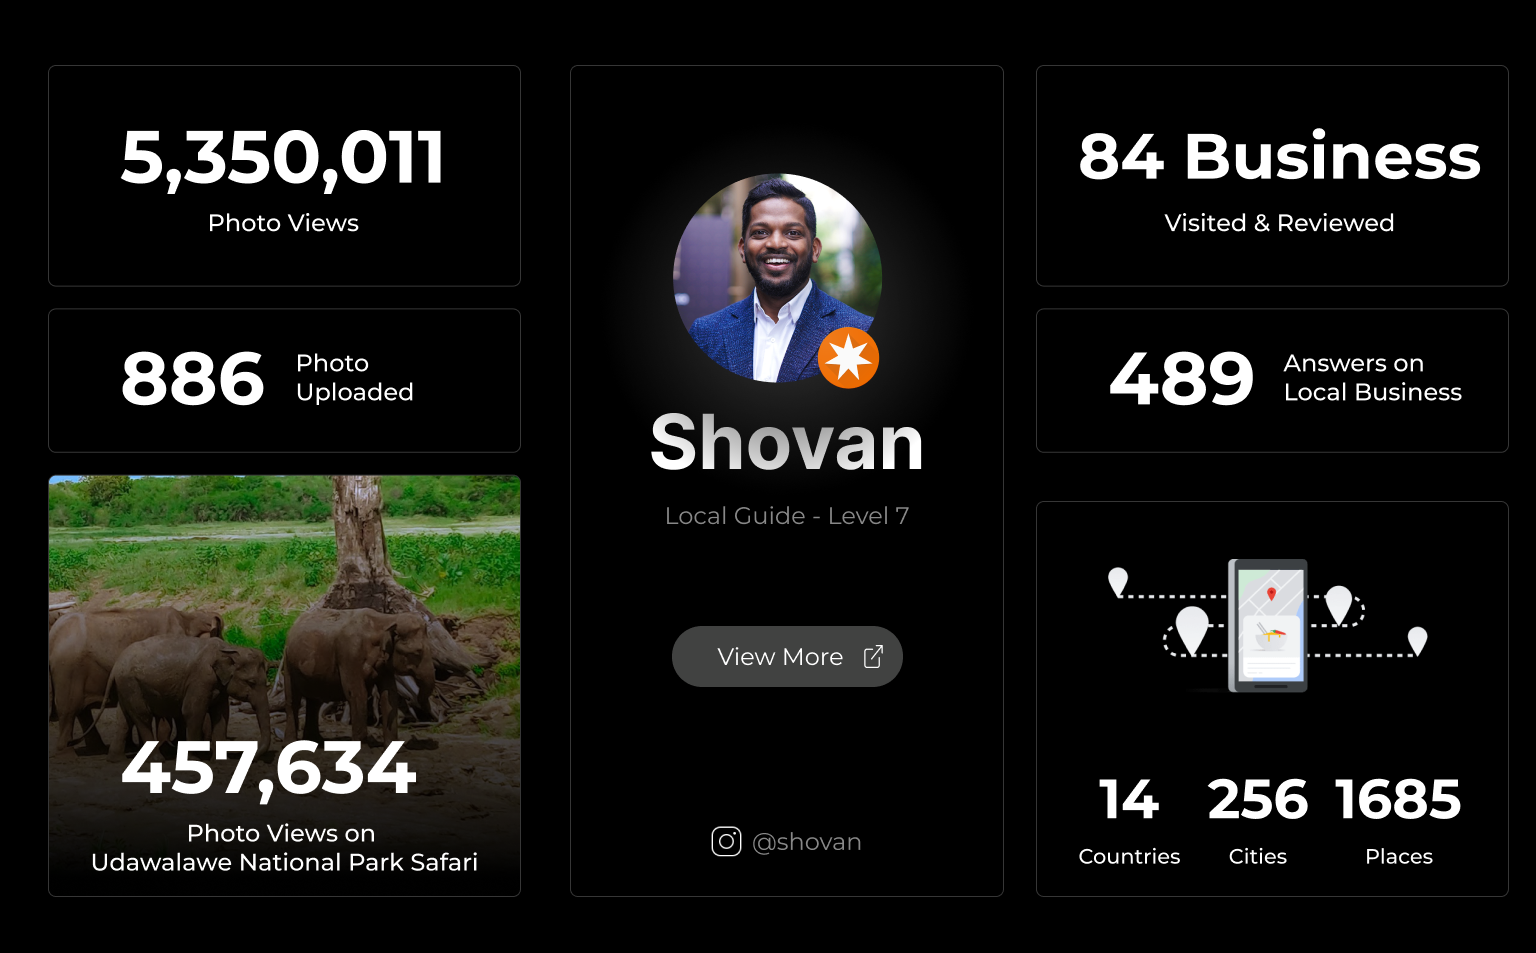 5,350,011
Photo Views
886
Photo
Uploaded
457,634
Photo Views on
Udawalawe National Park Safari
Shovan
Local Guide - Level 7
View More
@shovan
84 Business
Visited & Reviewed
489
Answers on
Local Business
14
Countries
256
Cities
1685
Places